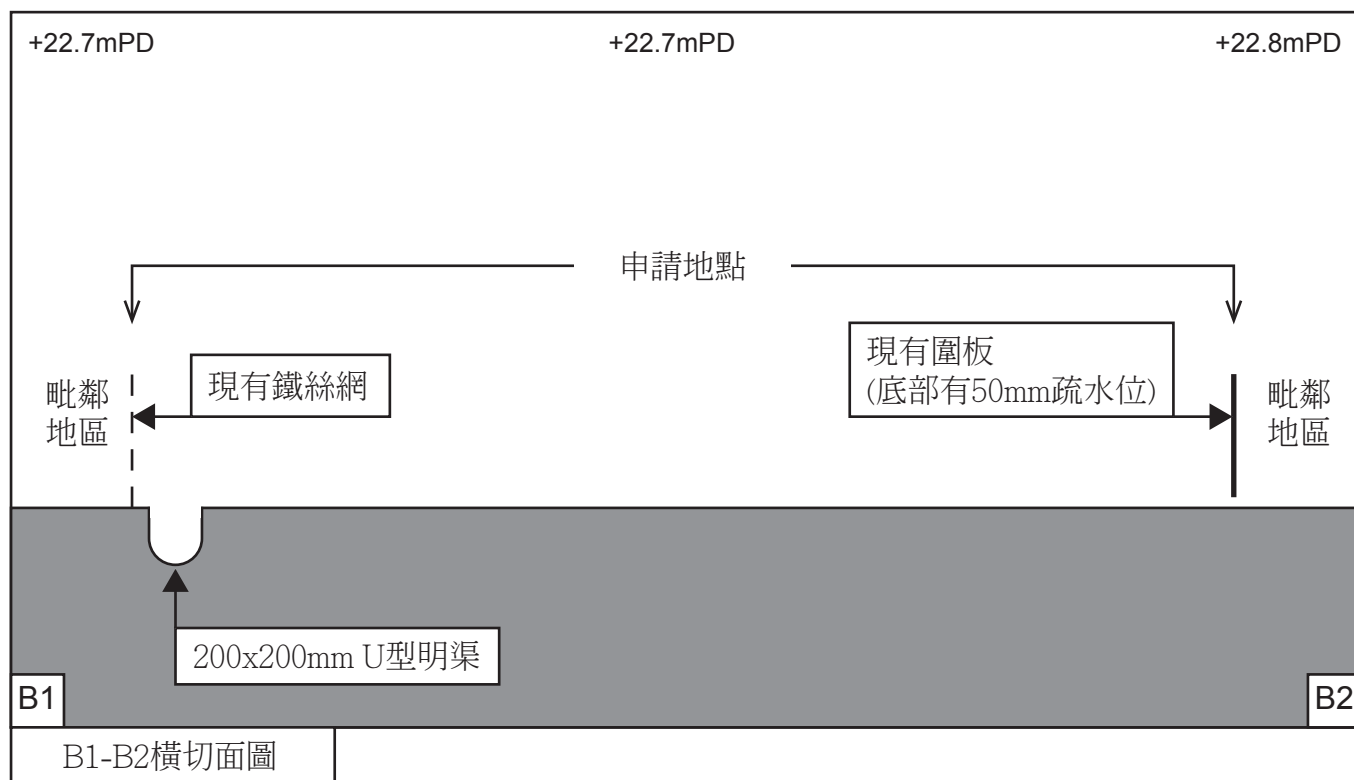 +22.7mPD
+22.7mPD
+22.8mPD
申請地點
現有圍板
(底部有50mm疏水位)
現有鐵絲網
毗鄰
地區
毗鄰
地區
200x200mm U型明渠
B1
B2
B1-B2橫切面圖